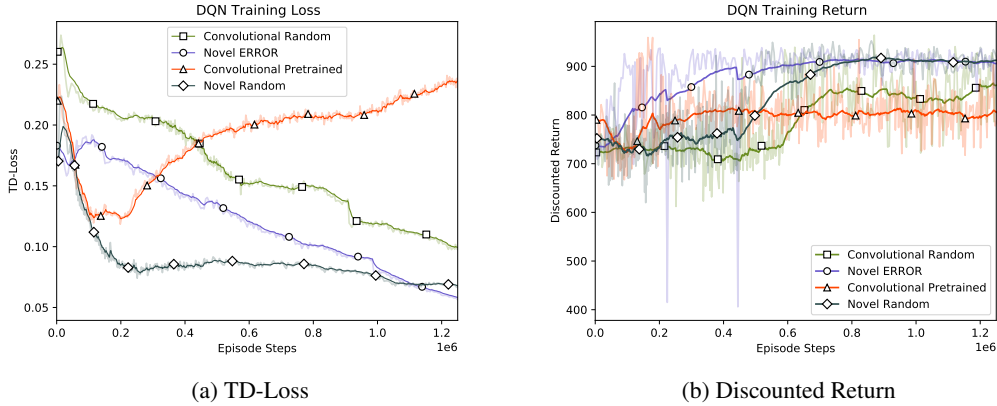 DQN Training Loss
Convolutional Random
Novel ERROR
Convolutional Pretrained
Novel Random
TD-Loss
0.25
0.20
0.15
0.10
0.05
0.0 0.2 0.4 0.6 0.8 1.0 1.2
1e6
Episode Steps
(a) TD-Loss
DQN Training Return
Discounted Return
900
800
700
600
500
400
Convolutional Random
Novel ERROR
Convolutional Pretrained
Novel Random
0.0 0.2 0.4 0.6 0.8 1.0 1.2
1e6
Episode Steps
(b) Discounted Return